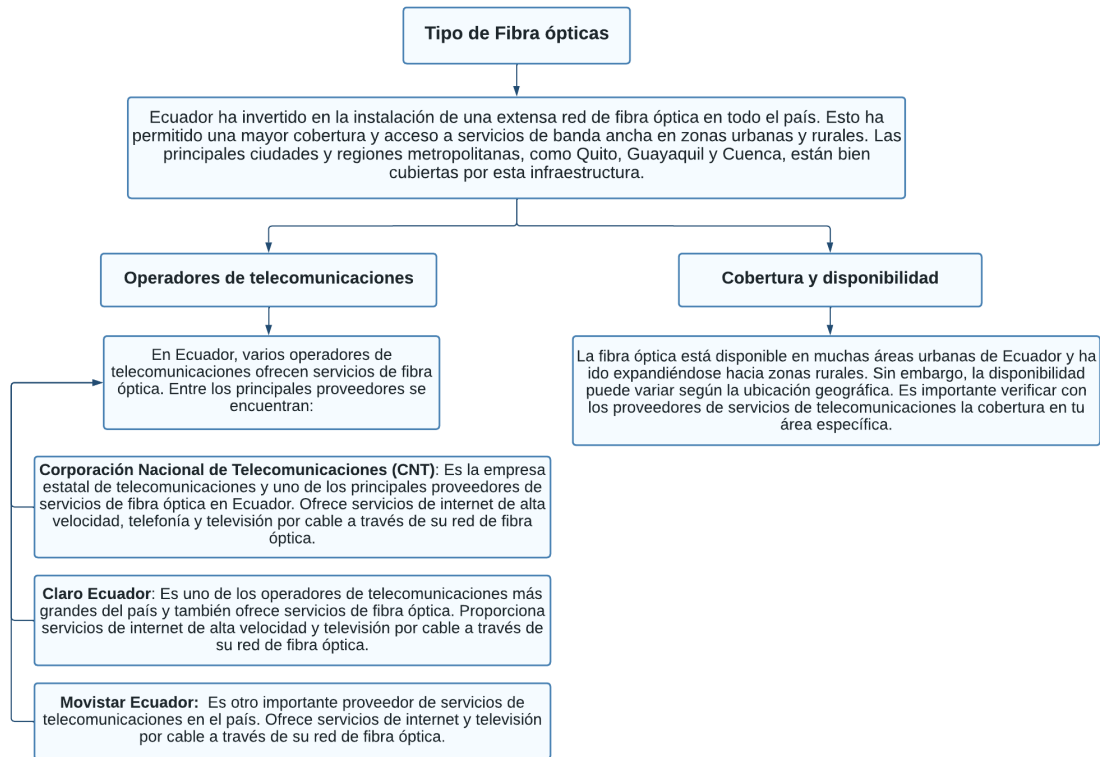 Tipo de Fibra ópticas
Ecuador ha invertido en la instalación de una extensa red de fibra óptica en todo el país. Esto ha
permitido una mayor cobertura y acceso a servicios de banda ancha en zonas urbanas y rurales. Las
principales ciudades y regiones metropolitanas, como Quito, Guayaquil y Cuenca, están bien
cubiertas por esta infraestructura.
Operadores de telecomunicaciones
En Ecuador, varios operadores de
telecomunicaciones ofrecen servicios de fibra
óptica. Entre los principales proveedores se
encuentran:
Corporación Nacional de Telecomunicaciones (CNT): Es la empresa
estatal de telecomunicaciones y uno de los principales proveedores de
servicios de fibra óptica en Ecuador. Ofrece servicios de internet de alta
velocidad, telefonía y televisión por cable a través de su red de fibra
óptica.
Claro Ecuador: Es uno de los operadores de telecomunicaciones más
grandes del país y también ofrece servicios de fibra óptica. Proporciona
servicios de internet de alta velocidad y televisión por cable a través de
su red de fibra óptica.
Movistar Ecuador: Es otro importante proveedor de servicios de
telecomunicaciones en el país. Ofrece servicios de internet y televisión
por cable a través de su red de fibra óptica.
Cobertura y disponibilidad
La fibra óptica está disponible en muchas áreas urbanas de Ecuador y ha
ido expandiéndose hacia zonas rurales. Sin embargo, la disponibilidad
puede variar según la ubicación geográfica. Es importante verificar con
los proveedores de servicios de telecomunicaciones la cobertura en tu
área específica.